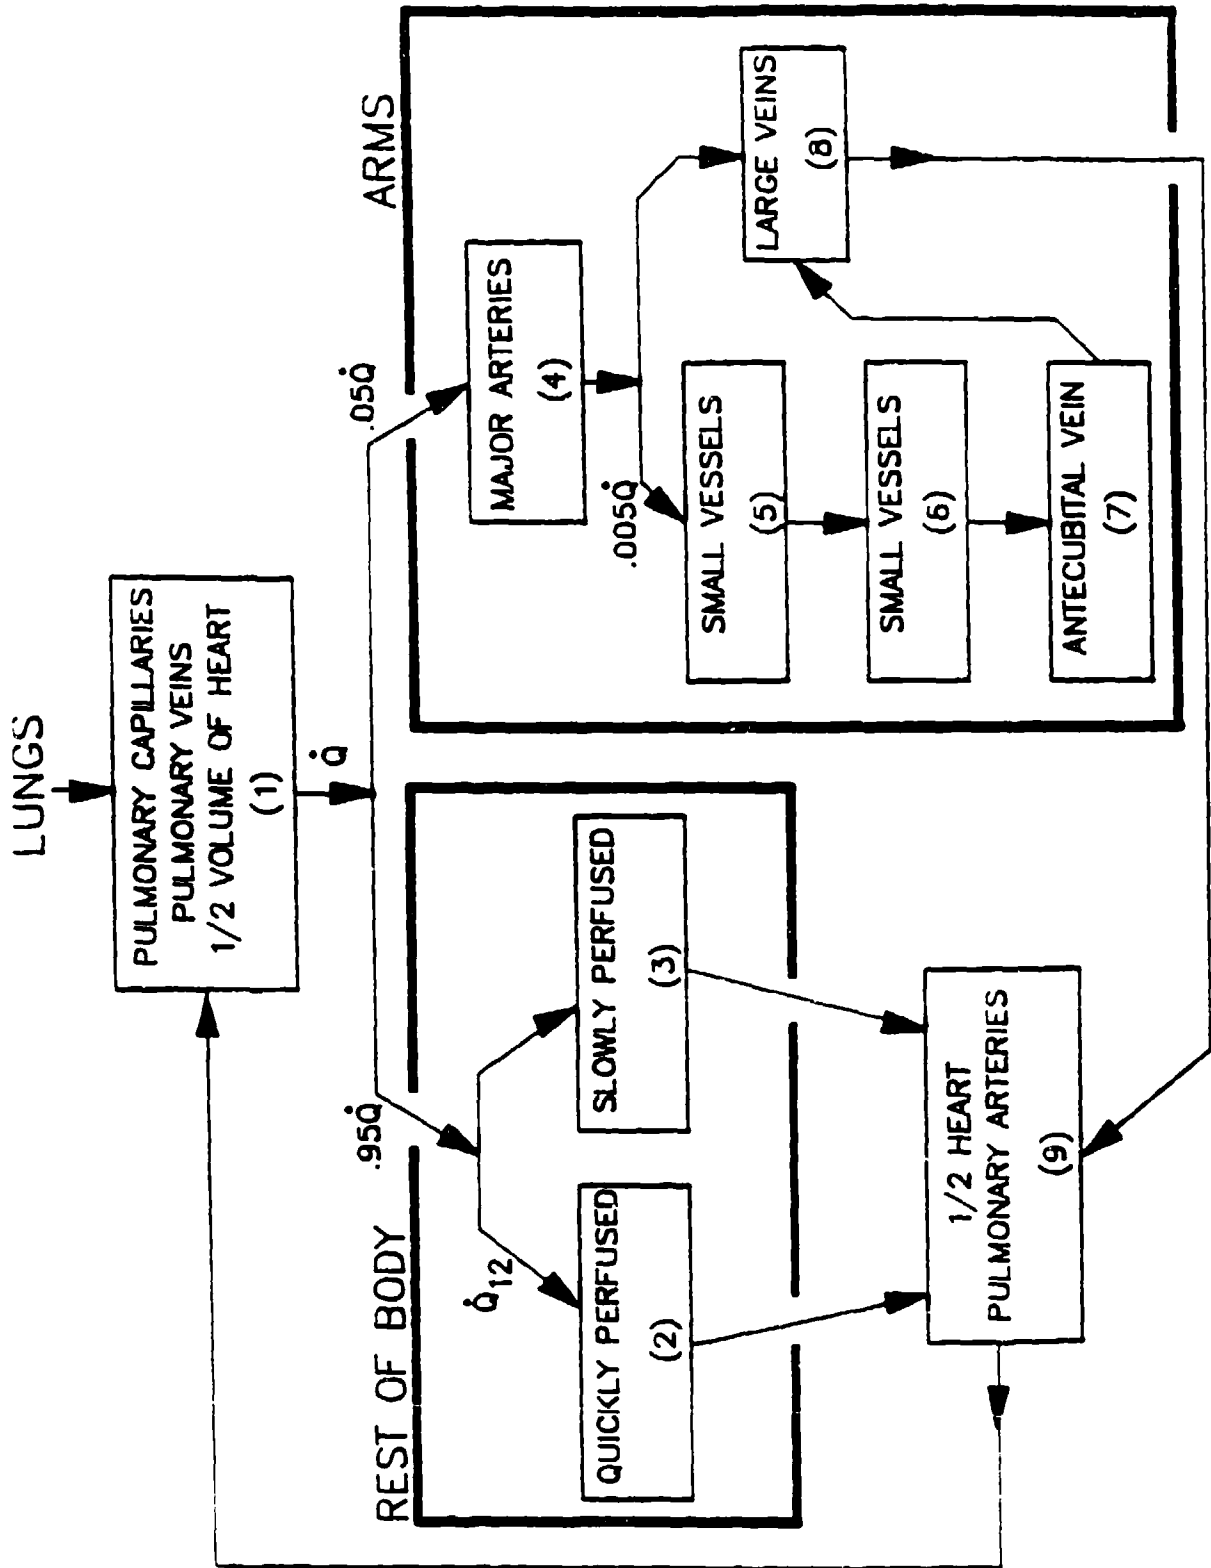 LUNGS
PULMONARY CAPILLARIES
PULMONARY VEINS
1/2 VOLUME OF HEART
(1)
Q̇
.95Q̇
.05Q̇
REST OF BODY
Q̇12
QUICKLY PERFUSED
(2)
SLOWLY PERFUSED
(3)
ARMS
MAJOR ARTERIES
(4)
.005Q̇
SMALL VESSELS
(5)
SMALL VESSELS
(6)
ANTECUBITAL VEIN
(7)
LARGE VEINS
(8)
1/2 HEART
PULMONARY ARTERIES
(9)